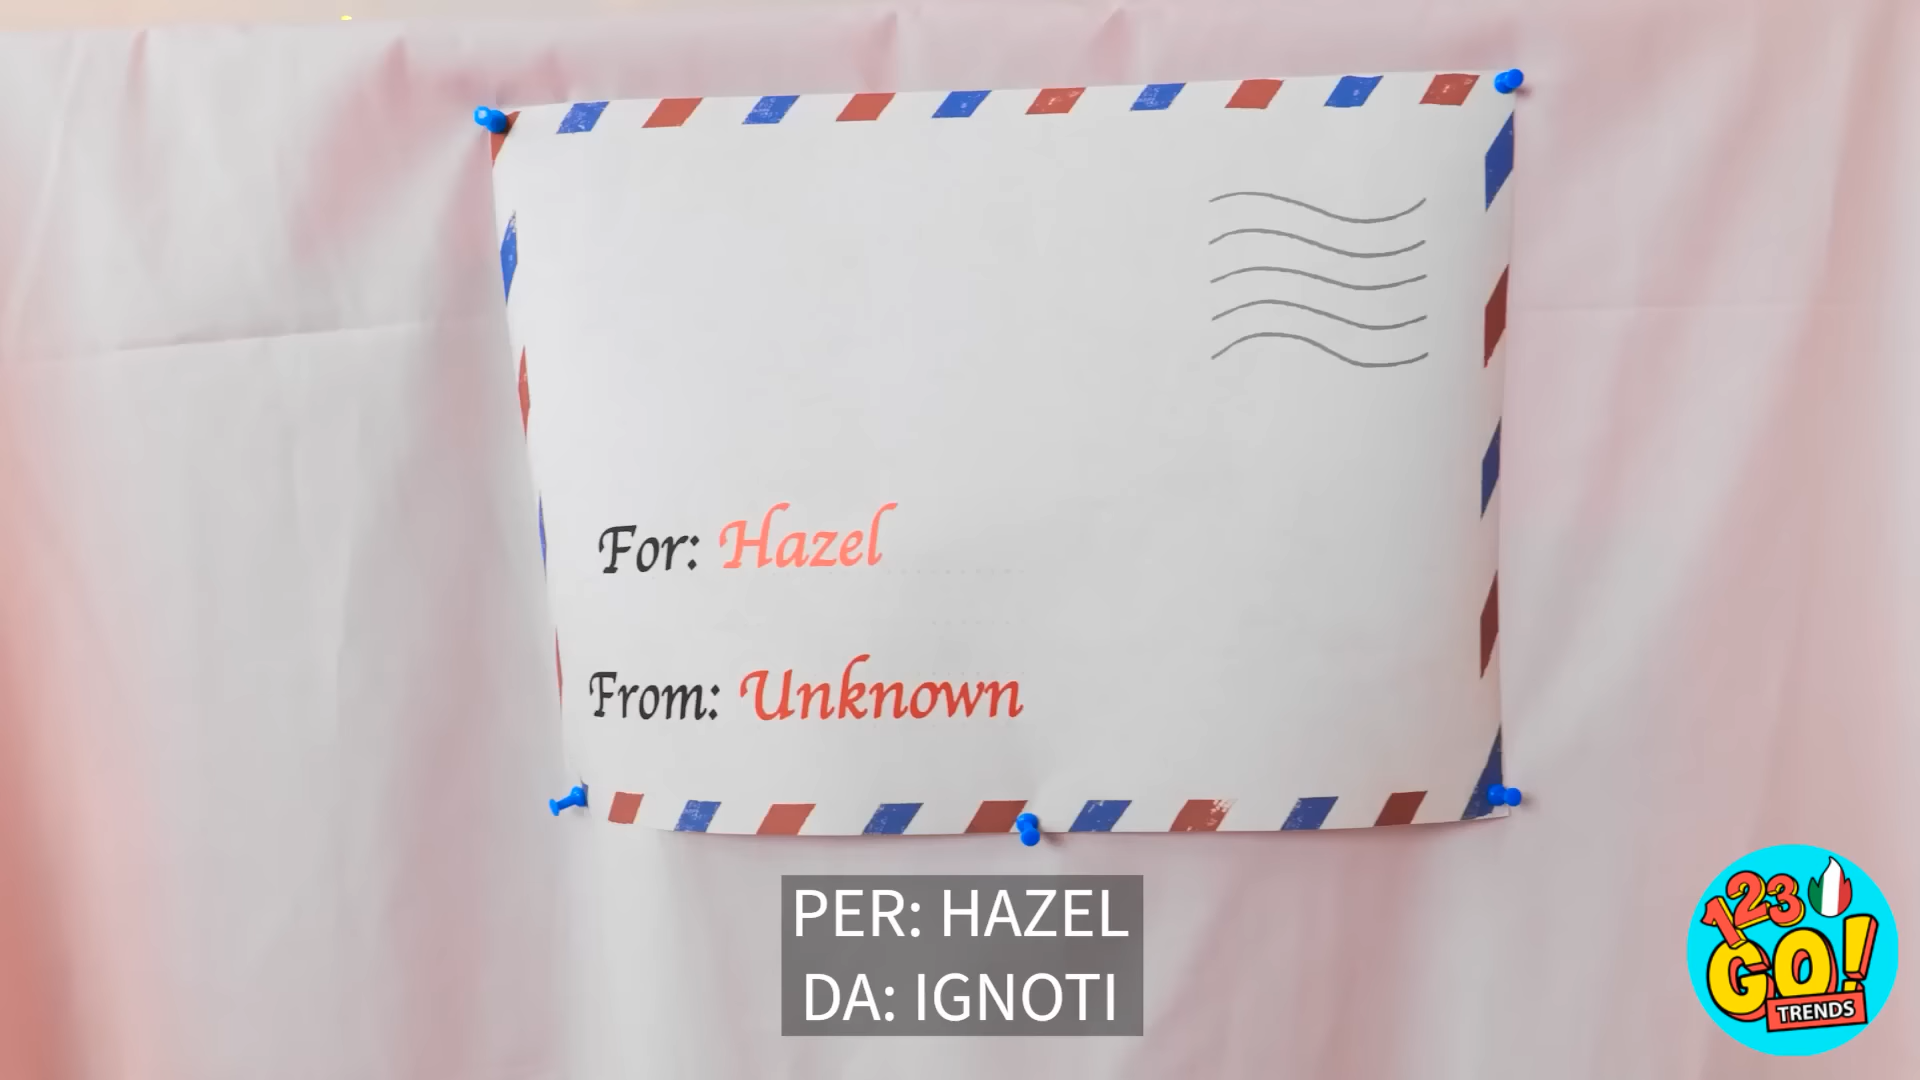 For: Hazel
From: Unknown
PER: HAZEL
DA: IGNOTI
123
GO!
TRENDS